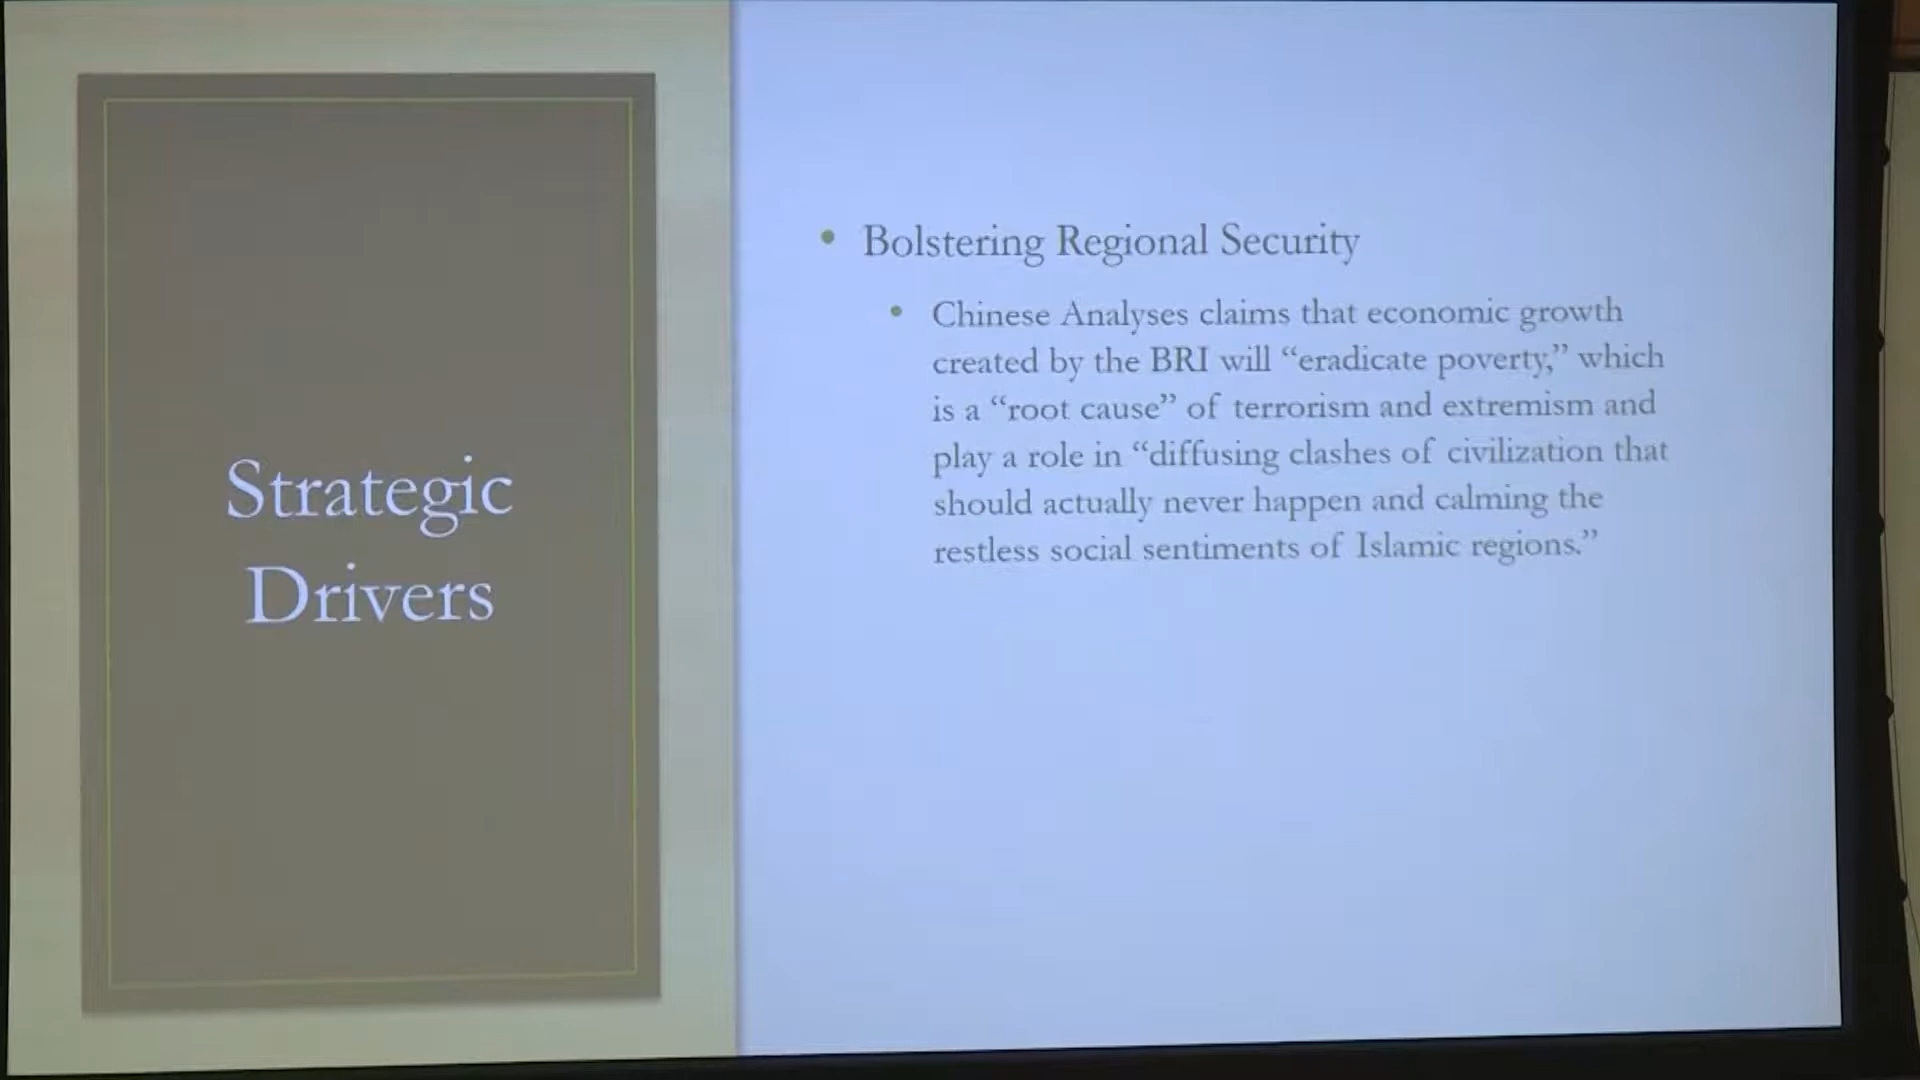 Strategic
Drivers
• Bolstering Regional Security
• Chinese Analyses claims that economic growth
created by the BRI will “eradicate poverty,” which
is a “root cause” of terrorism and extremism and
play a role in “diffusing clashes of civilization that
should actually never happen and calming the
restless social sentiments of Islamic regions.”